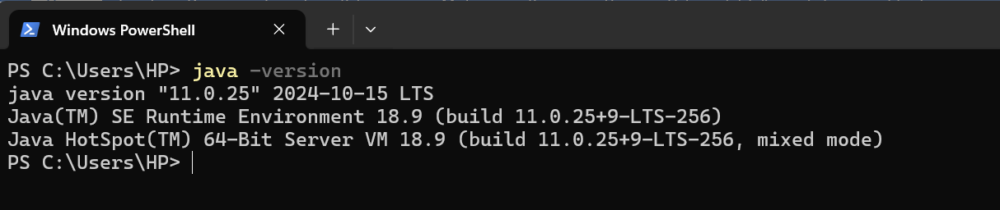 Windows PowerShell
PS C:\Users\HP> java -version
java version "11.0.25" 2024-10-15 LTS
Java(TM) SE Runtime Environment 18.9 (build 11.0.25+9-LTS-256)
Java HotSpot(TM) 64-Bit Server VM 18.9 (build 11.0.25+9-LTS-256, mixed mode)
PS C:\Users\HP>